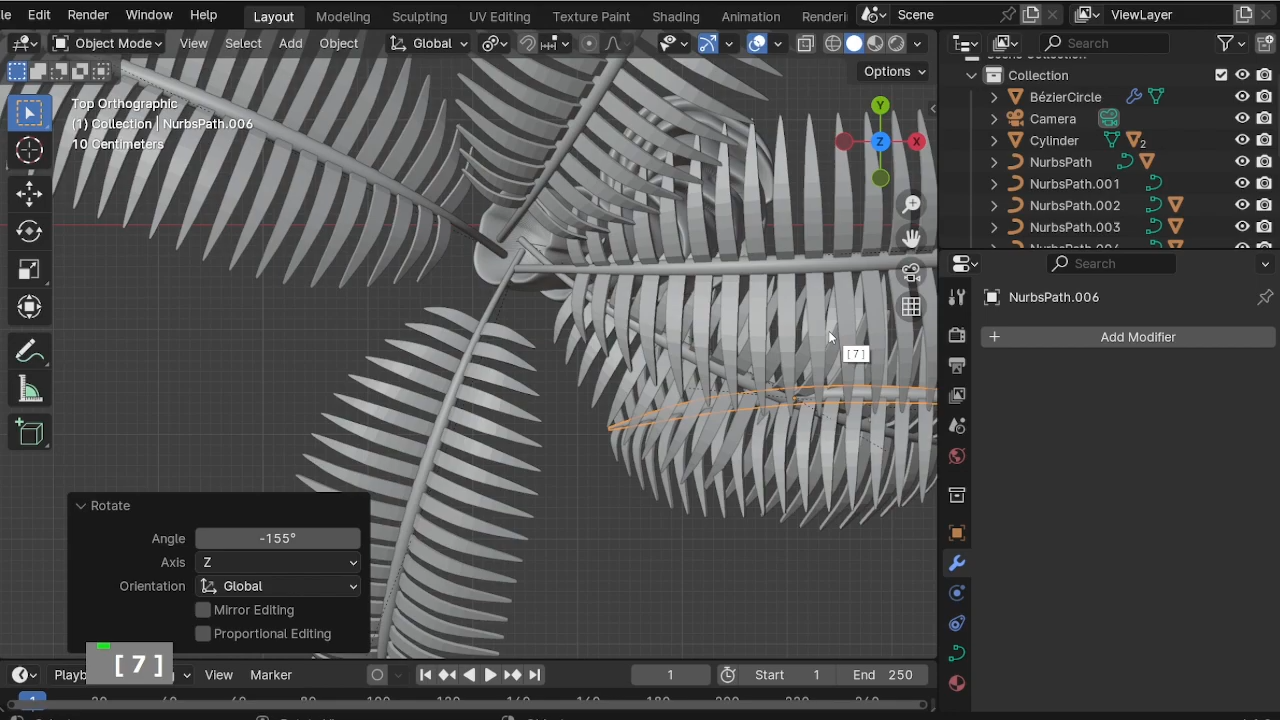 le Edit Render Window Help Layout Modeling Sculpting UV Editing Texture Paint Shading Animation Renderi Scene ViewLayer
Object Mode View Select Add Object Global Search
Options
Top Orthographic
(1) Collection | NurbsPath.006
10 Centimeters
Y
Z
X
[7]
Rotate
Angle -155°
Axis Z
Orientation Global
Mirror Editing
Proportional Editing
[7]
Collection
BézierCircle
Camera
Cylinder 2
NurbsPath
NurbsPath.001
NurbsPath.002
NurbsPath.003
Search
NurbsPath.006
Add Modifier
Playb View Marker 1 Start 1 End 250